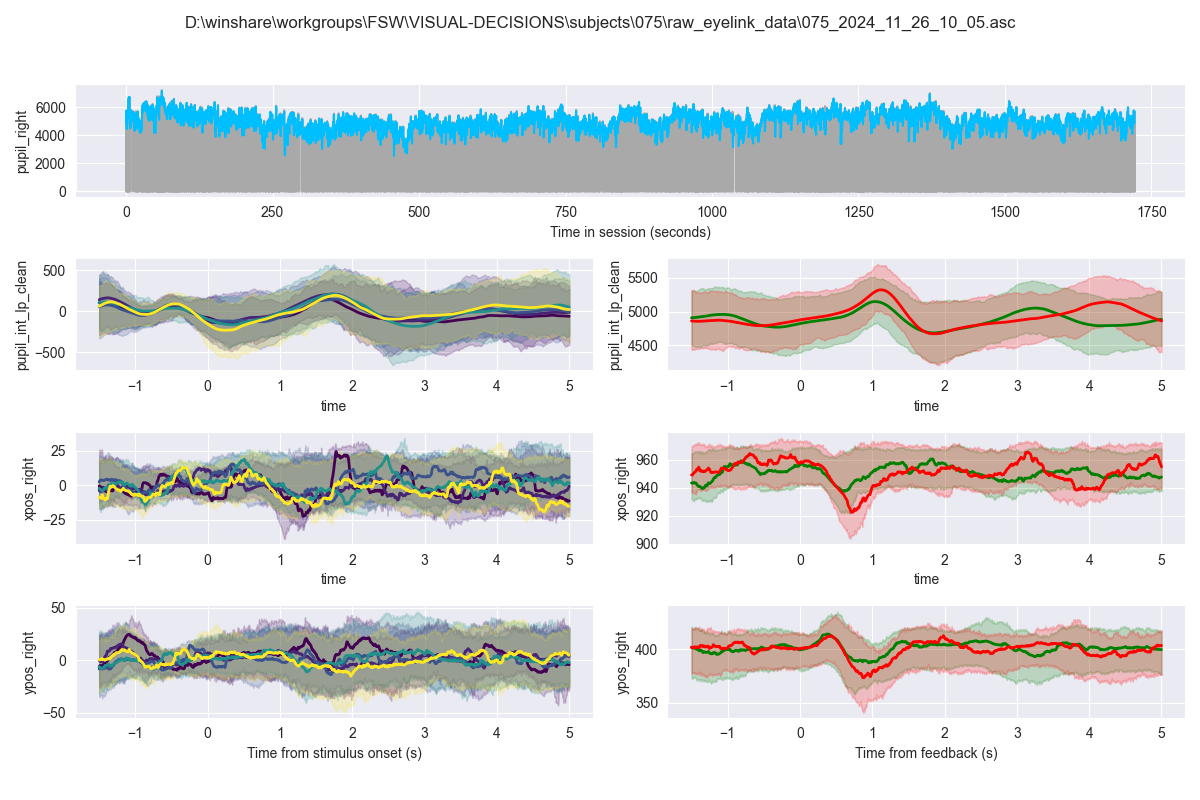 D:\winshare\workgroups\FSW\VISUAL-DECISIONS\subjects\075\raw_eyelink_data\075_2024_11_26_10_05.asc
pupil_right
6000
4000
2000
0
0 250 500 750 1000 1250 1500 1750
Time in session (seconds)
pupil_int_lp_clean
500
0
−500
−1 0 1 2 3 4 5
time
pupil_int_lp_clean
5500
5000
4500
−1 0 1 2 3 4 5
time
xpos_right
25
0
−25
−1 0 1 2 3 4 5
time
xpos_right
960
940
920
900
−1 0 1 2 3 4 5
time
ypos_right
50
0
−50
−1 0 1 2 3 4 5
Time from stimulus onset (s)
ypos_right
400
350
−1 0 1 2 3 4 5
Time from feedback (s)